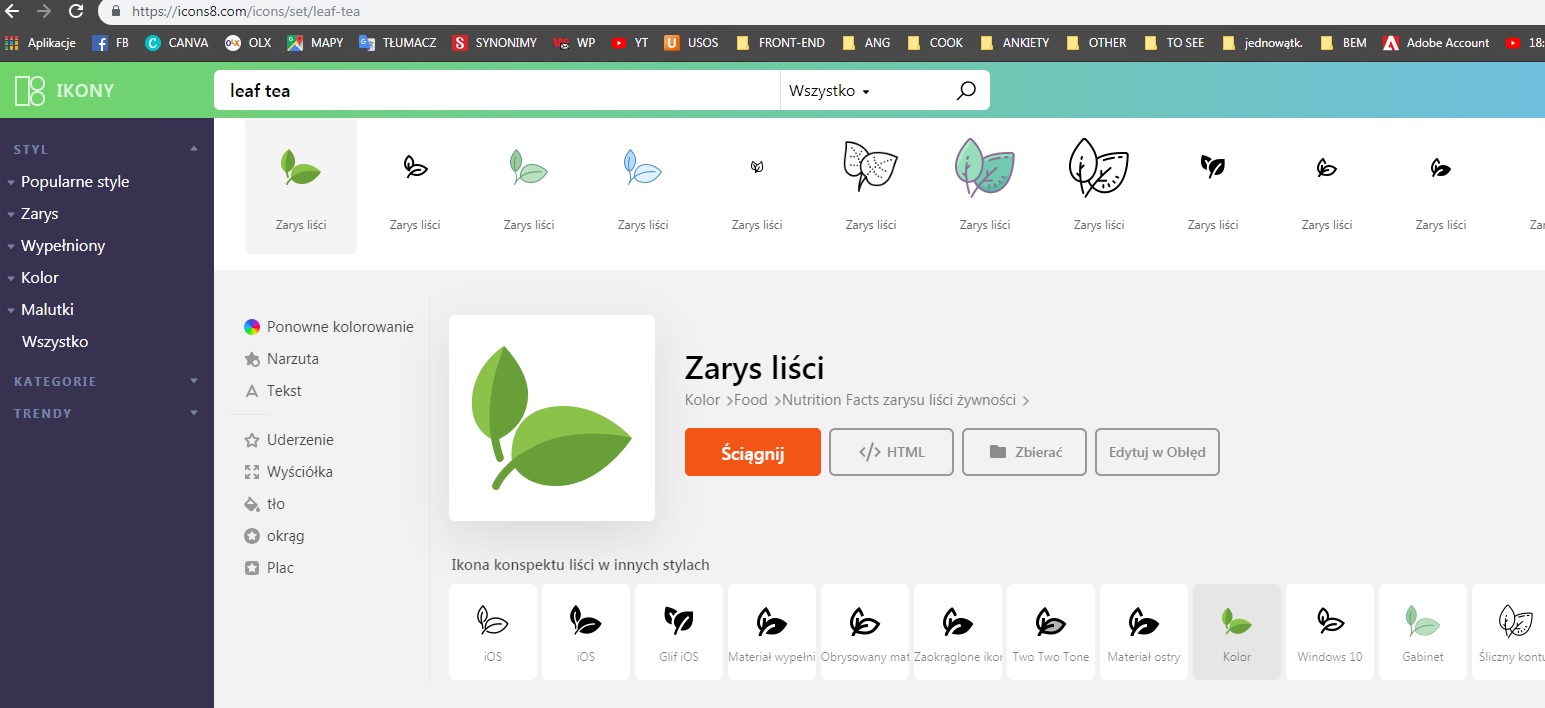 https://icons8.com/icons/set/leaf-tea
Aplikacje FB CANVA OLX MAPY TŁUMACZ SYNONIMY WP YT USOS FRONT-END ANG COOK ANKIETY OTHER TO SEE jednowątk. BEM Adobe Account 18:
IKONY
leaf tea
Wszystko
STYL
Popularne style
Zarys
Wypełniony
Kolor
Malutki
Wszystko
KATEGORIE
TRENDY
Zarys liści Zarys liści Zarys liści Zarys liści Zarys liści Zarys liści Zarys liści Zarys liści Zarys liści Zarys liści Zarys liści Zar
Ponowne kolorowanie
Narzuta
A Tekst
Uderzenie
Wyściółka
tło
okrąg
Plac
Zarys liści
Kolor >Food >Nutrition Facts zarysu liści żywności >
Ściągnij
</> HTML
Zbierać
Edytuj w Obłęd
Ikona konspektu liści w innych stylach
iOS iOS Glif iOS Materiał wypełni Obrysowany mat Zaokrąglone ikon Two Two Tone Materiał ostry Kolor Windows 10 Gabinet Śliczny kontu